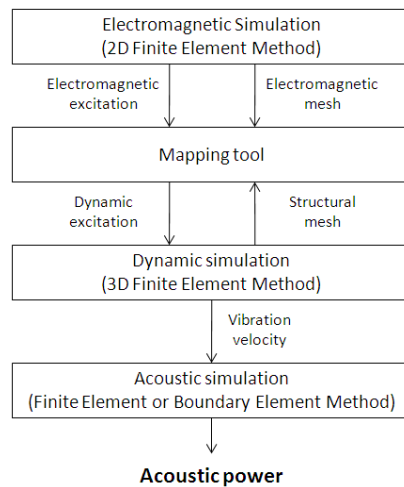 Electromagnetic Simulation
(2D Finite Element Method)
Electromagnetic
excitation
Electromagnetic
mesh
Mapping tool
Dynamic
excitation
Structural
mesh
Dynamic simulation
(3D Finite Element Method)
Vibration
velocity
Acoustic simulation
(Finite Element or Boundary Element Method)
Acoustic power